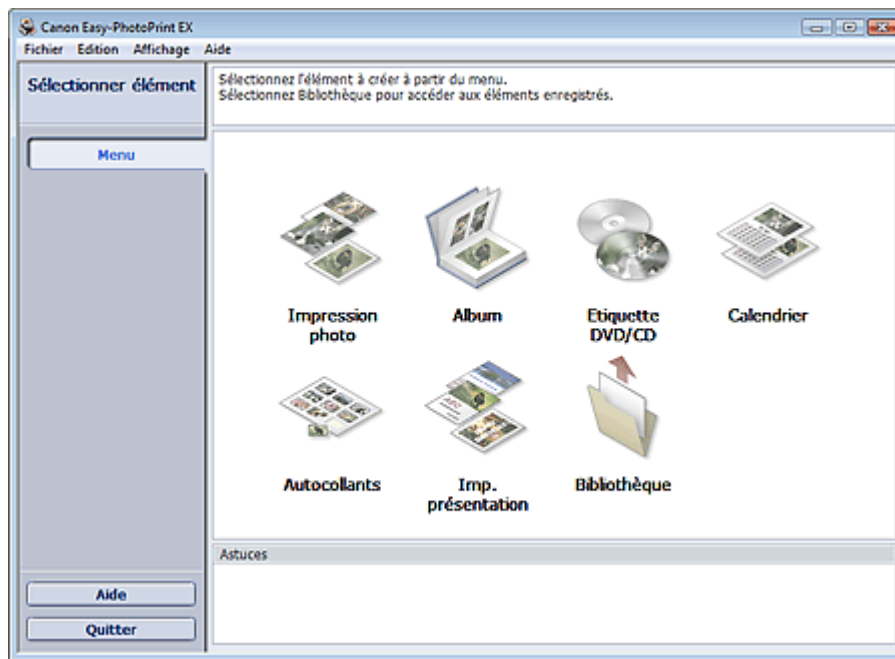 Canon Easy-PhotoPrint EX
Fichier Edition Affichage Aide
Sélectionner élément
Sélectionnez l'élément à créer à partir du menu.
Sélectionnez Bibliothèque pour accéder aux éléments enregistrés.
Menu
Impression
photo
Album
Etiquette
DVD/CD
Calendrier
ABC
Autocollants
Imp.
présentation
Bibliothèque
Astuces
Aide
Quitter